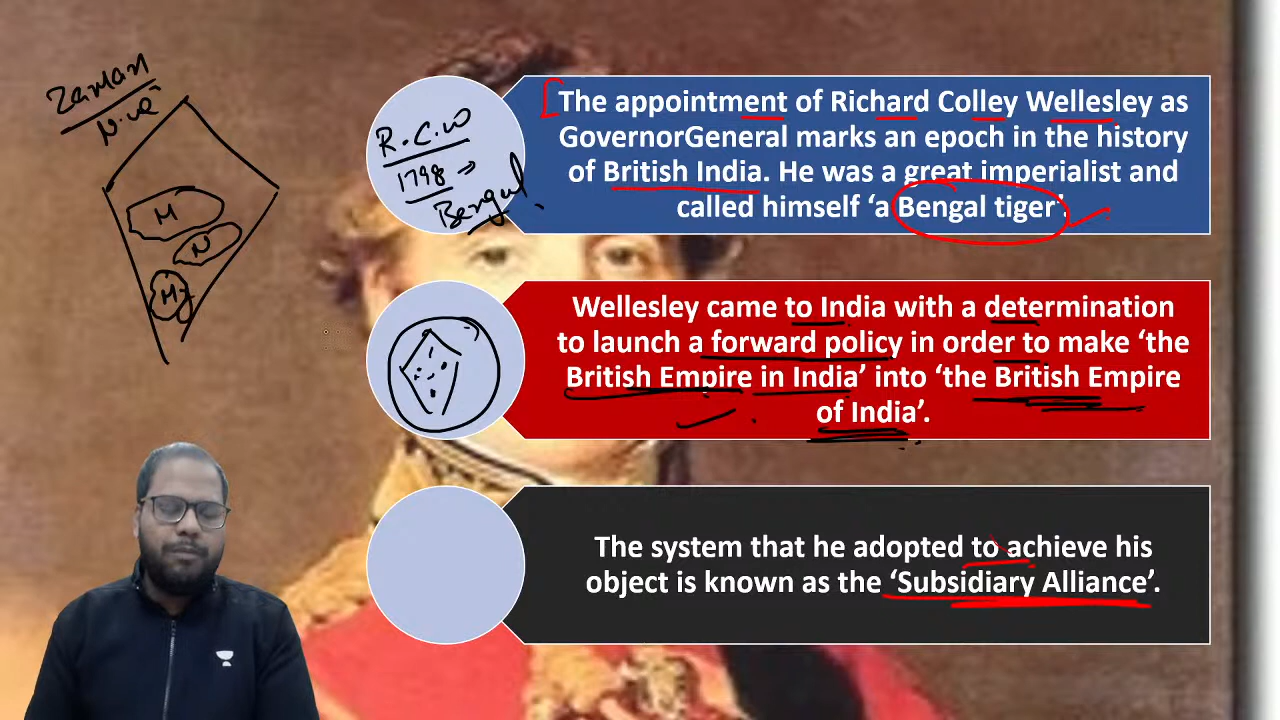 Zaman
M
N
R.C.W
1798 →
Bengal
The appointment of Richard Colley Wellesley as
GovernorGeneral marks an epoch in the history
of British India. He was a great imperialist and
called himself ‘a Bengal tiger’.
Wellesley came to India with a determination
to launch a forward policy in order to make ‘the
British Empire in India’ into ‘the British Empire
of India’.
The system that he adopted to achieve his
object is known as the ‘Subsidiary Alliance’.